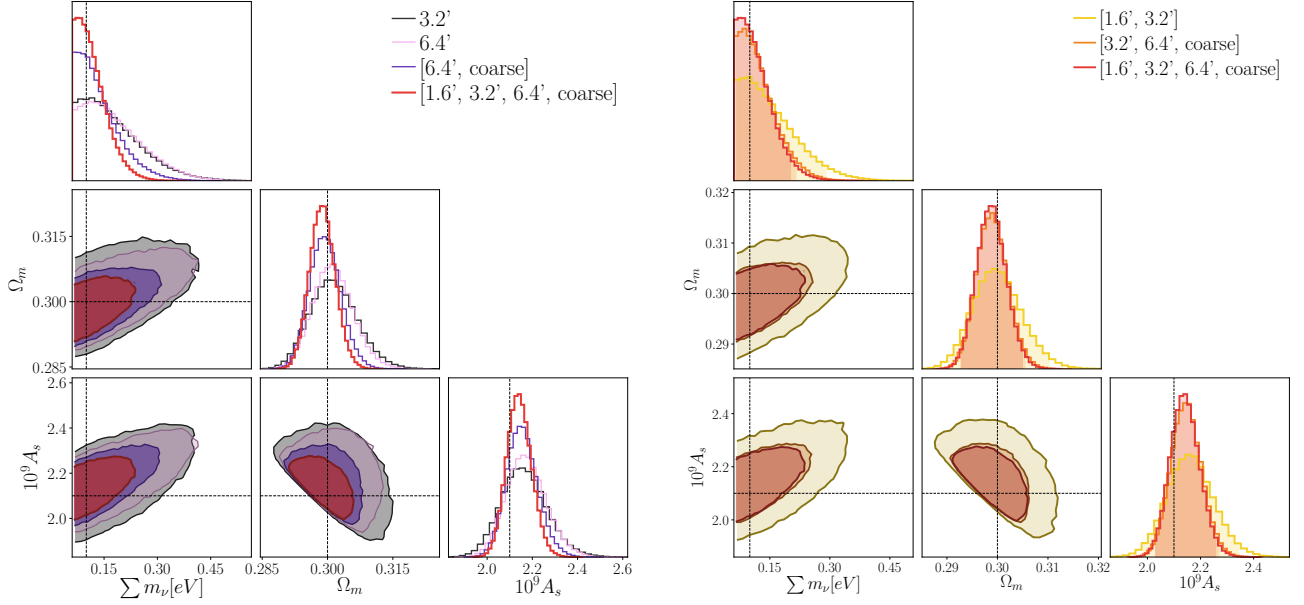 3.2'
6.4'
[6.4', coarse]
[1.6', 3.2', 6.4', coarse]
Ω_m
0.315
0.300
0.285
10^9 A_s
2.6
2.4
2.2
2.0
0.15 0.30 0.45
∑ m_ν[eV]
0.285 0.300 0.315
Ω_m
2.0 2.2 2.4 2.6
10^9 A_s
[1.6', 3.2']
[3.2', 6.4', coarse]
[1.6', 3.2', 6.4', coarse]
Ω_m
0.32
0.31
0.30
0.29
10^9 A_s
2.4
2.2
2.0
0.15 0.30 0.45
∑ m_ν[eV]
0.29 0.30 0.31 0.32
Ω_m
2.0 2.2 2.4
10^9 A_s